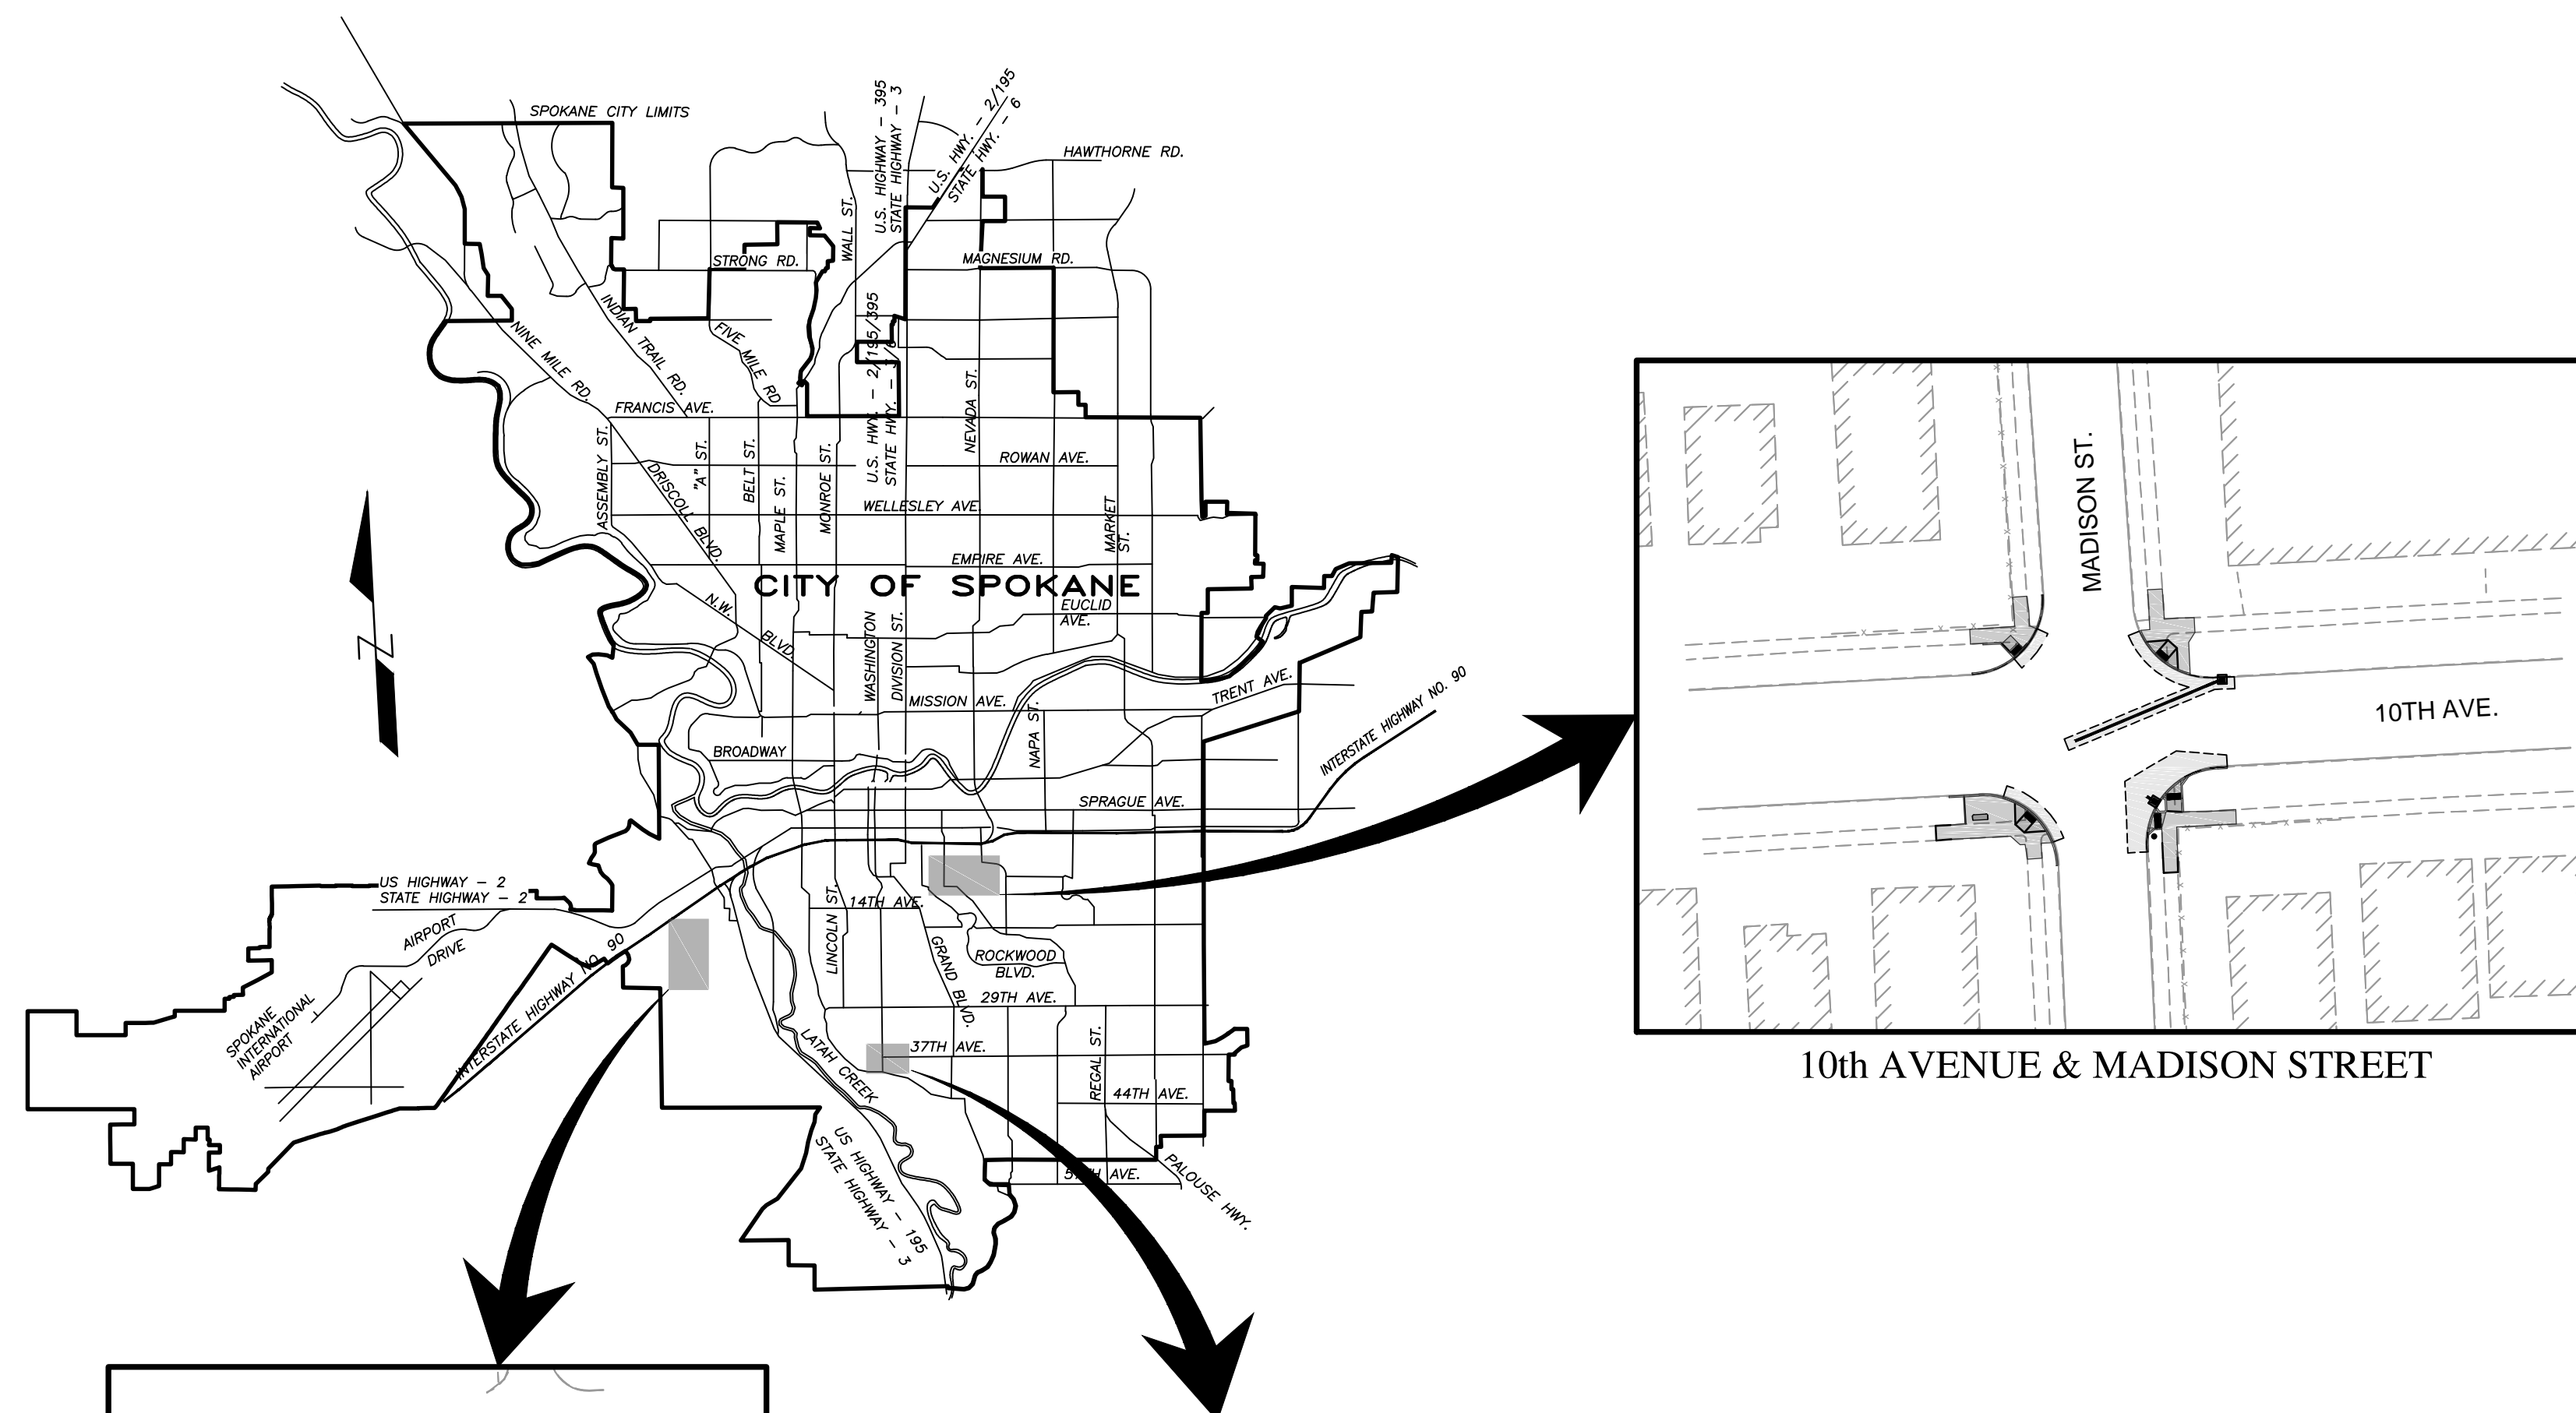 SPOKANE CITY LIMITS
U.S. HIGHWAY - 395
STATE HIGHWAY - 3
U.S. HWY. - 2/195
STATE HWY. - 6
HAWTHORNE RD.
WALL ST.
STRONG RD.
MAGNESIUM RD.
INDIAN TRAIL RD.
NINE MILE RD.
FIVE MILE RD
U.S. HWY. - 2/195/395
STATE HWY. - 3/6
NEVADA ST.
FRANCIS AVE.
ASSEMBLY ST.
"A" ST.
BELT ST.
MAPLE ST.
MONROE ST.
DRISCOLL BLVD.
ROWAN AVE.
WELLESLEY AVE.
MARKET
ST.
EMPIRE AVE.
CITY OF SPOKANE
N.W.
BLVD.
EUCLID
AVE.
WASHINGTON
DIVISION ST.
MISSION AVE.
TRENT AVE.
NAPA ST.
BROADWAY
INTERSTATE HIGHWAY NO. 90
SPRAGUE AVE.
US HIGHWAY - 2
STATE HIGHWAY - 2
AIRPORT
DRIVE
INTERSTATE HIGHWAY NO. 90
SPOKANE
INTERNATIONAL
AIRPORT
LINCOLN ST.
14TH AVE.
GRAND BLVD.
ROCKWOOD
BLVD.
29TH AVE.
LATAH CREEK
37TH AVE.
REGAL ST.
44TH AVE.
AVE.
PALOUSE HWY.
US HIGHWAY - 195
STATE HIGHWAY - 3
N
MADISON ST.
10TH AVE.
10th AVENUE & MADISON STREET